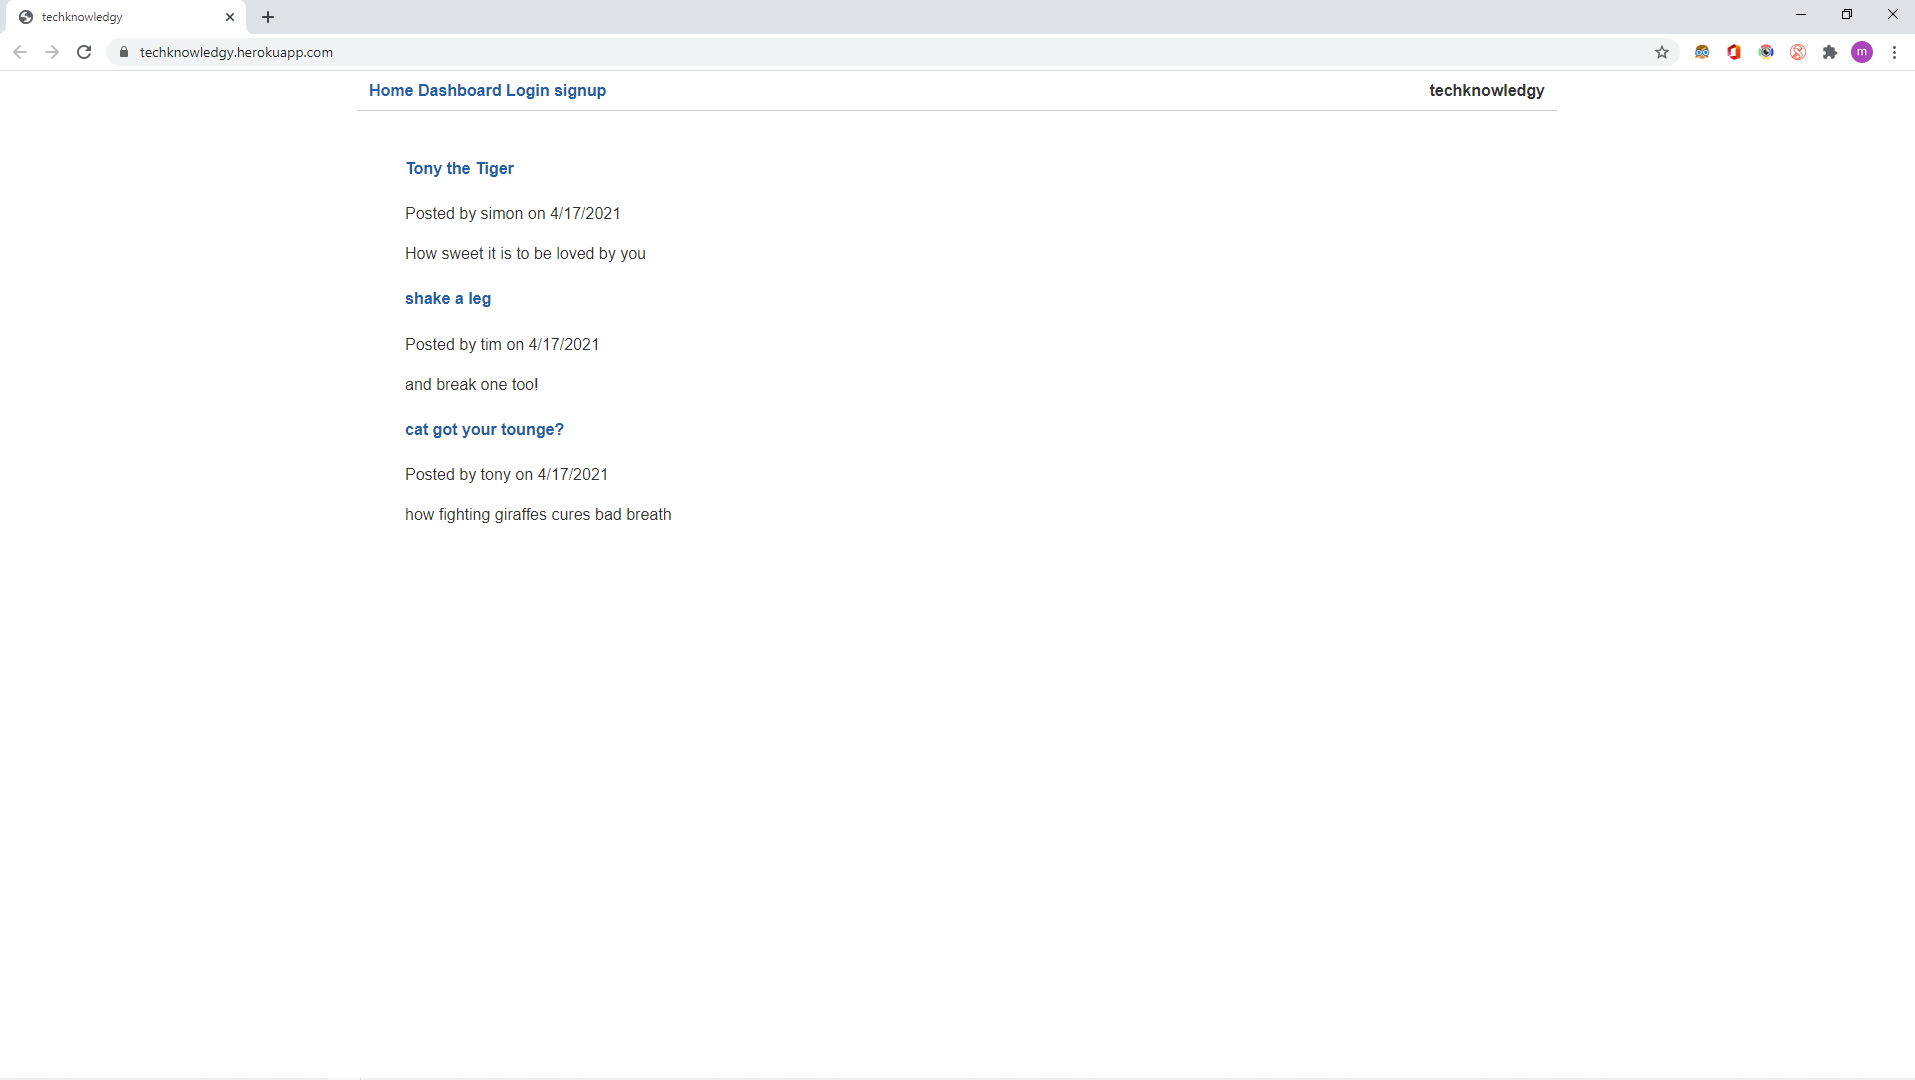 techknowledgy
techknowledgy.herokuapp.com
m
Home Dashboard Login signup
techknowledgy
Tony the Tiger
Posted by simon on 4/17/2021
How sweet it is to be loved by you
shake a leg
Posted by tim on 4/17/2021
and break one too!
cat got your tounge?
Posted by tony on 4/17/2021
how fighting giraffes cures bad breath